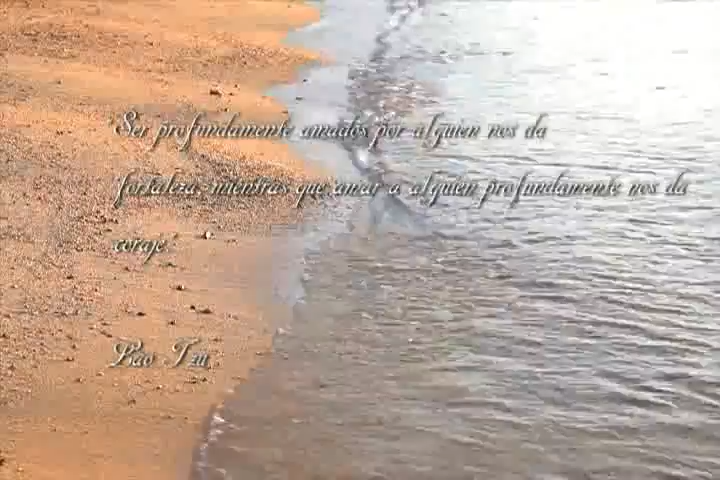 Ser profundamente amados por alguien nos da
fortaleza, mientras que amar a alguien profundamente nos da
coraje.
Lao Tzu